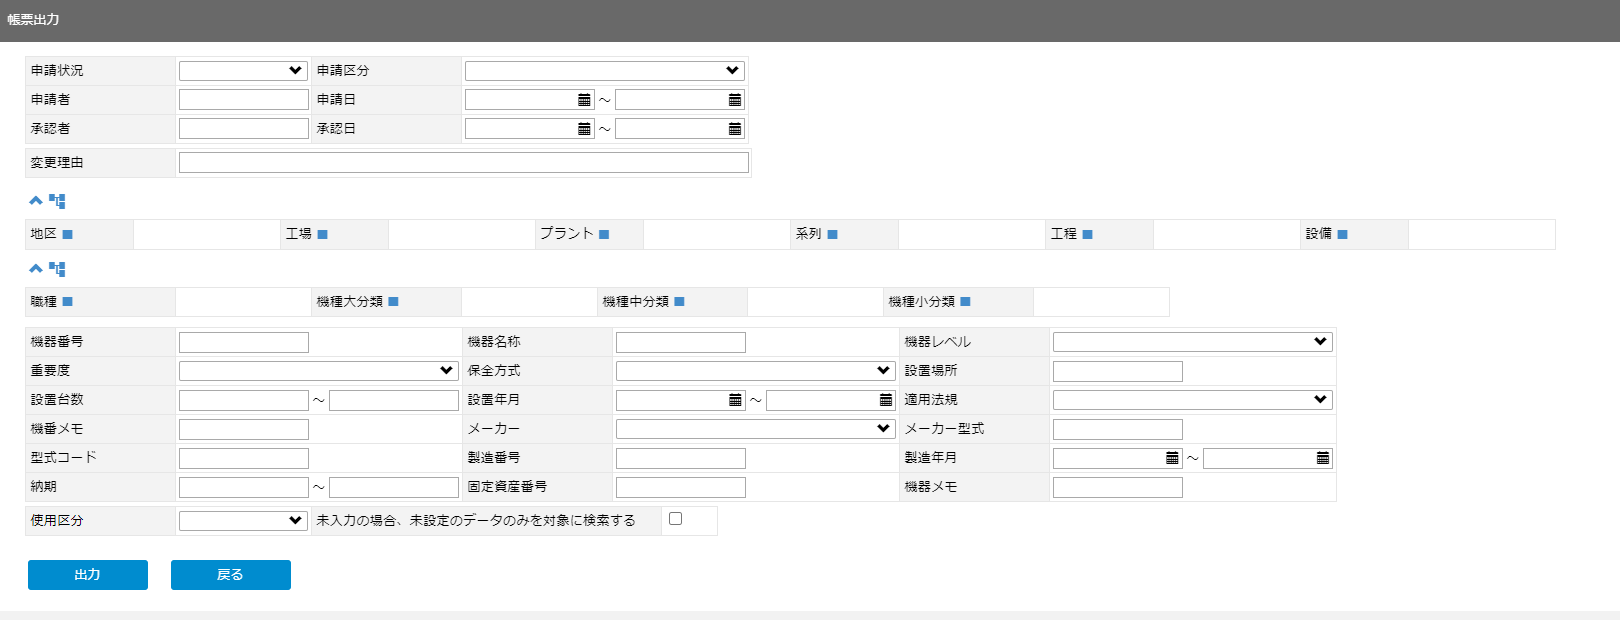 帳票出力
申請状況 申請区分
申請者 申請日 ～
承認者 承認日 ～
変更理由
地区 工場 プラント 系列 工程 設備
職種 機種大分類 機種中分類 機種小分類
機器番号 機器名称 機器レベル
重要度 保全方式 設置場所
設置台数 ～ 設置年月 ～ 適用法規
機番メモ メーカー メーカー型式
型式コード 製造番号 製造年月 ～
納期 ～ 固定資産番号 機器メモ
使用区分 未入力の場合、未設定のデータのみを対象に検索する
出力 戻る